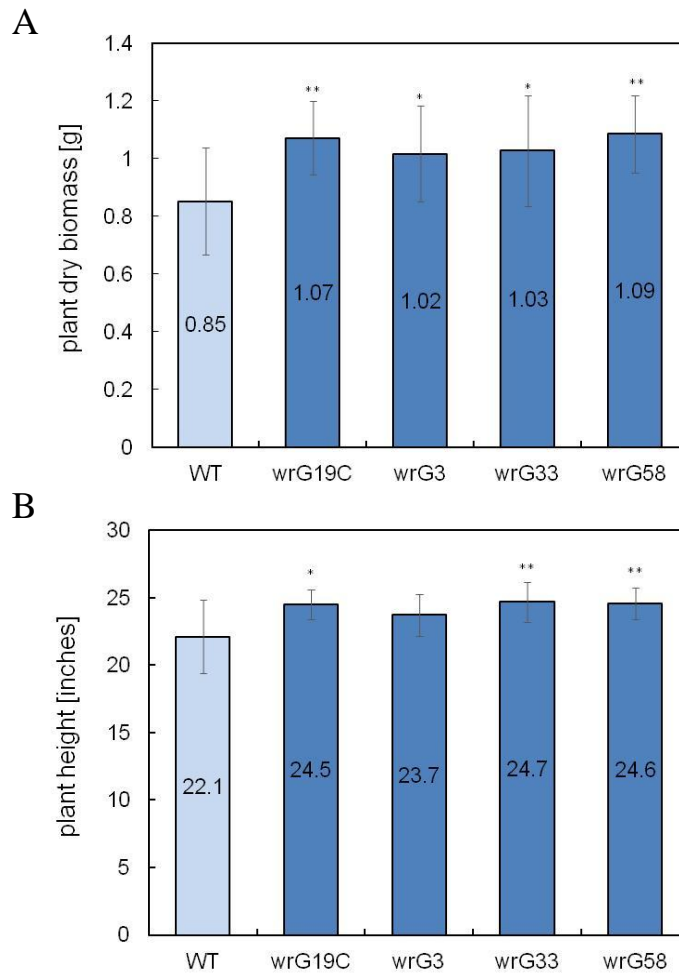 A
plant dry biomass [g]
1.4
1.2
1
0.8
0.6
0.4
0.2
0
** * * **
0.85 1.07 1.02 1.03 1.09
WT wrG19C wrG3 wrG33 wrG58
B
plant height [inches]
30
25
20
15
10
5
0
* ** **
22.1 24.5 23.7 24.7 24.6
WT wrG19C wrG3 wrG33 wrG58